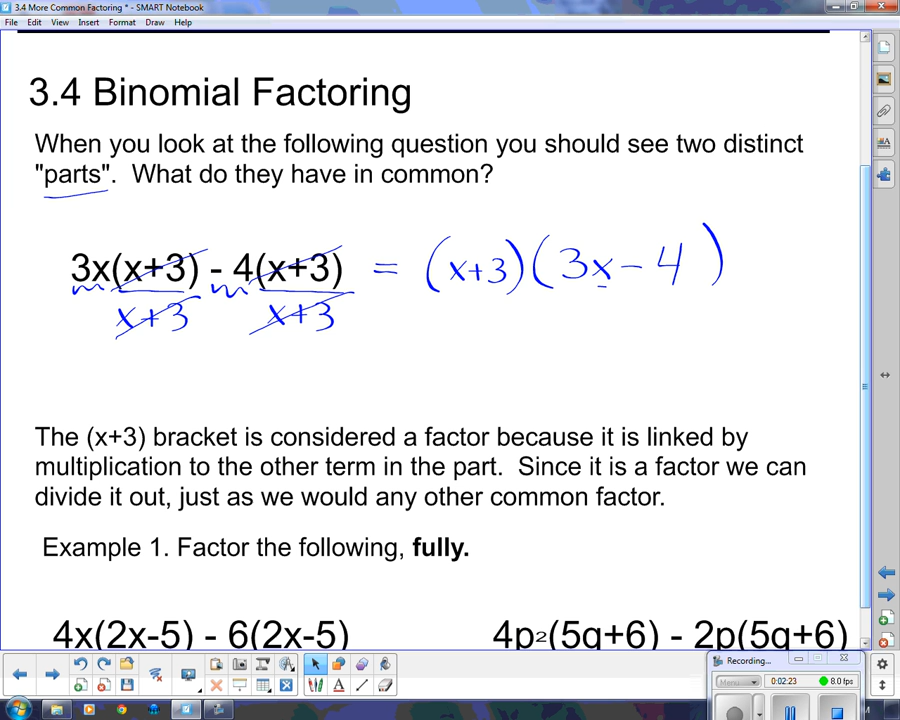 3.4 More Common Factoring * - SMART Notebook
File Edit View Insert Format Draw Help
3.4 Binomial Factoring
When you look at the following question you should see two distinct
"parts". What do they have in common?
3x(x+3) - 4(x+3) = (x+3)(3x-4)
x+3 x+3
The (x+3) bracket is considered a factor because it is linked by
multiplication to the other term in the part. Since it is a factor we can
divide it out, just as we would any other common factor.
Example 1. Factor the following, fully.
4x(2x-5) - 6(2x-5) 4p²(5q+6) - 2p(5q+6)
Recording...
Menu 0:02:23 8.0 fps